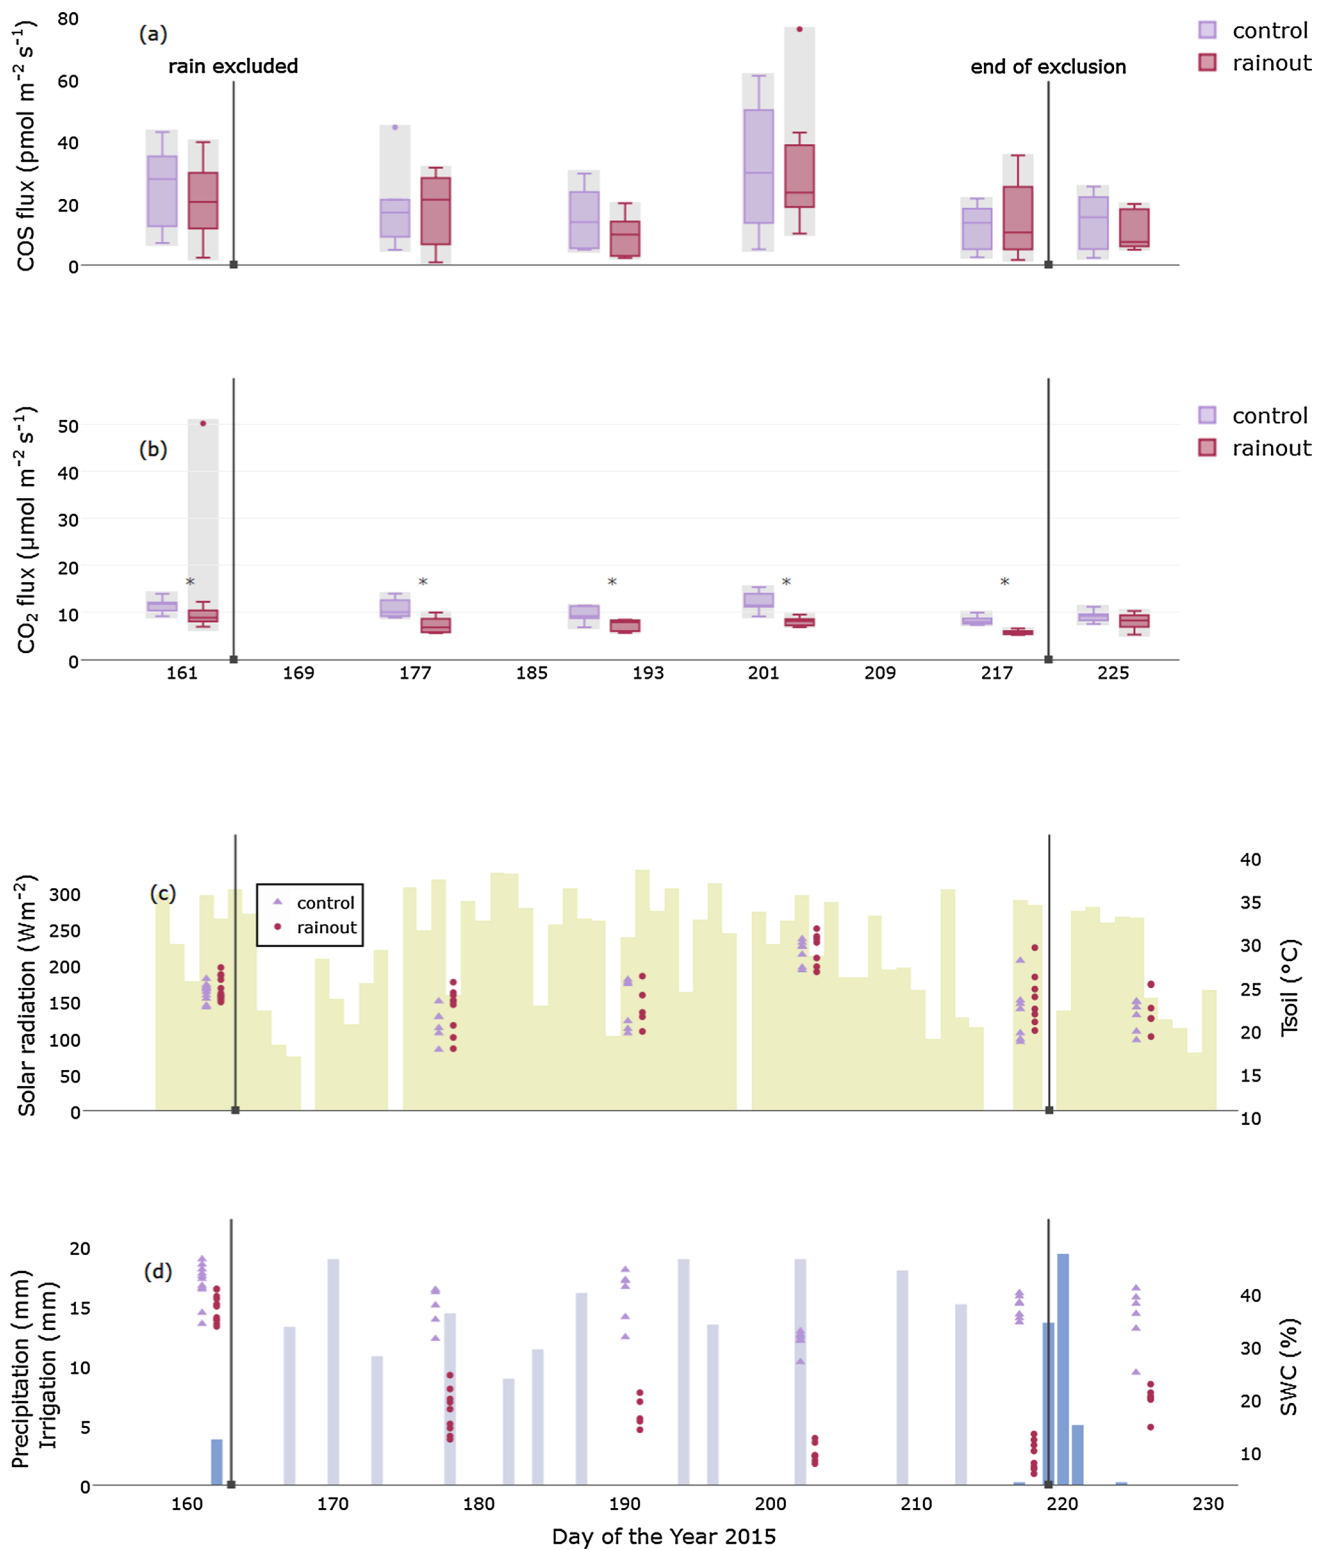 (a)
rain excluded
end of exclusion
control
rainout
COS flux (pmol m⁻² s⁻¹)
80
60
40
20
0
(b)
control
rainout
CO₂ flux (μmol m⁻² s⁻¹)
50
40
30
20
10
0
* * * * *
161 169 177 185 193 201 209 217 225
(c)
control
rainout
Solar radiation (Wm⁻²)
300
250
200
150
100
50
0
Tsoil (°C)
40
35
30
25
20
15
10
(d)
Precipitation (mm)
Irrigation (mm)
20
15
10
5
0
SWC (%)
40
30
20
10
160 170 180 190 200 210 220 230
Day of the Year 2015